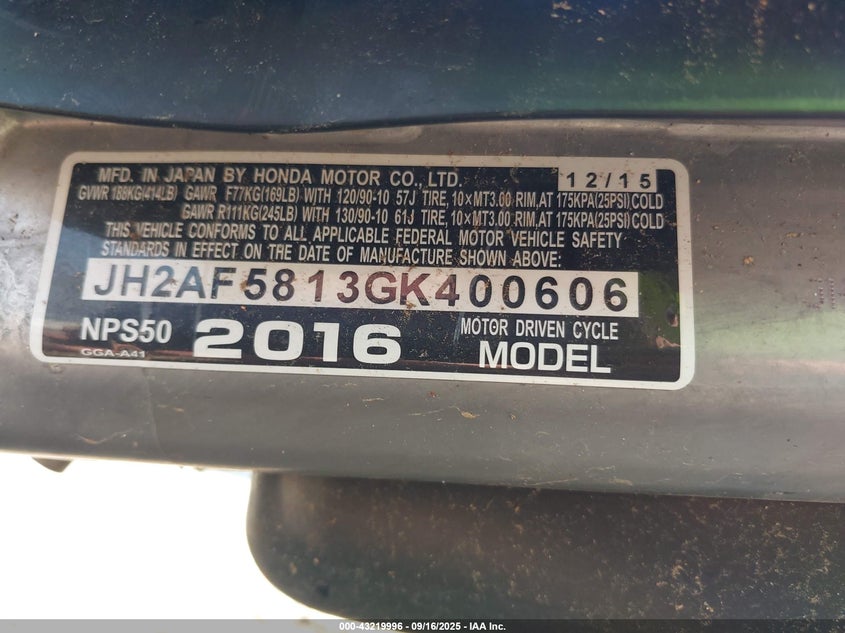 MFD. IN JAPAN BY HONDA MOTOR CO., LTD. 12/15
GVWR 188KG(414LB) GAWR F77KG(169LB) WITH 120/90-10 57J TIRE, 10×MT3.00 RIM, AT 175KPA(25PSI)COLD
GAWR R111KG(245LB) WITH 130/90-10 61J TIRE, 10×MT3.00 RIM, AT 175KPA(25PSI)COLD
THIS VEHICLE CONFORMS TO ALL APPLICABLE FEDERAL MOTOR VEHICLE SAFETY
STANDARDS IN EFFECT ON THE DATE OF MANUFACTURE SHOWN ABOVE:
JH2AF5813GK400606
NPS50 2016 MOTOR DRIVEN CYCLE
GGA-A41 MODEL
000-43219996 - 09/16/2025 - IAA Inc.